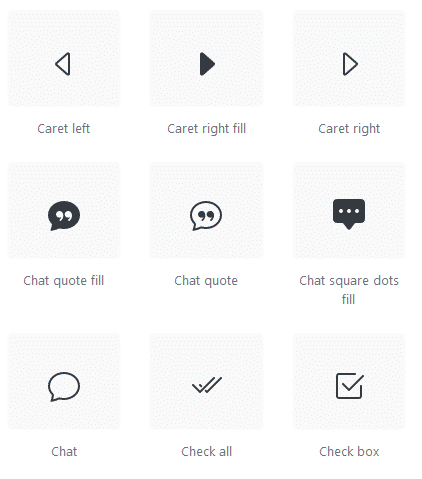 Caret left
Caret right fill
Caret right
Chat quote fill
Chat quote
Chat square dots
fill
Chat
Check all
Check box